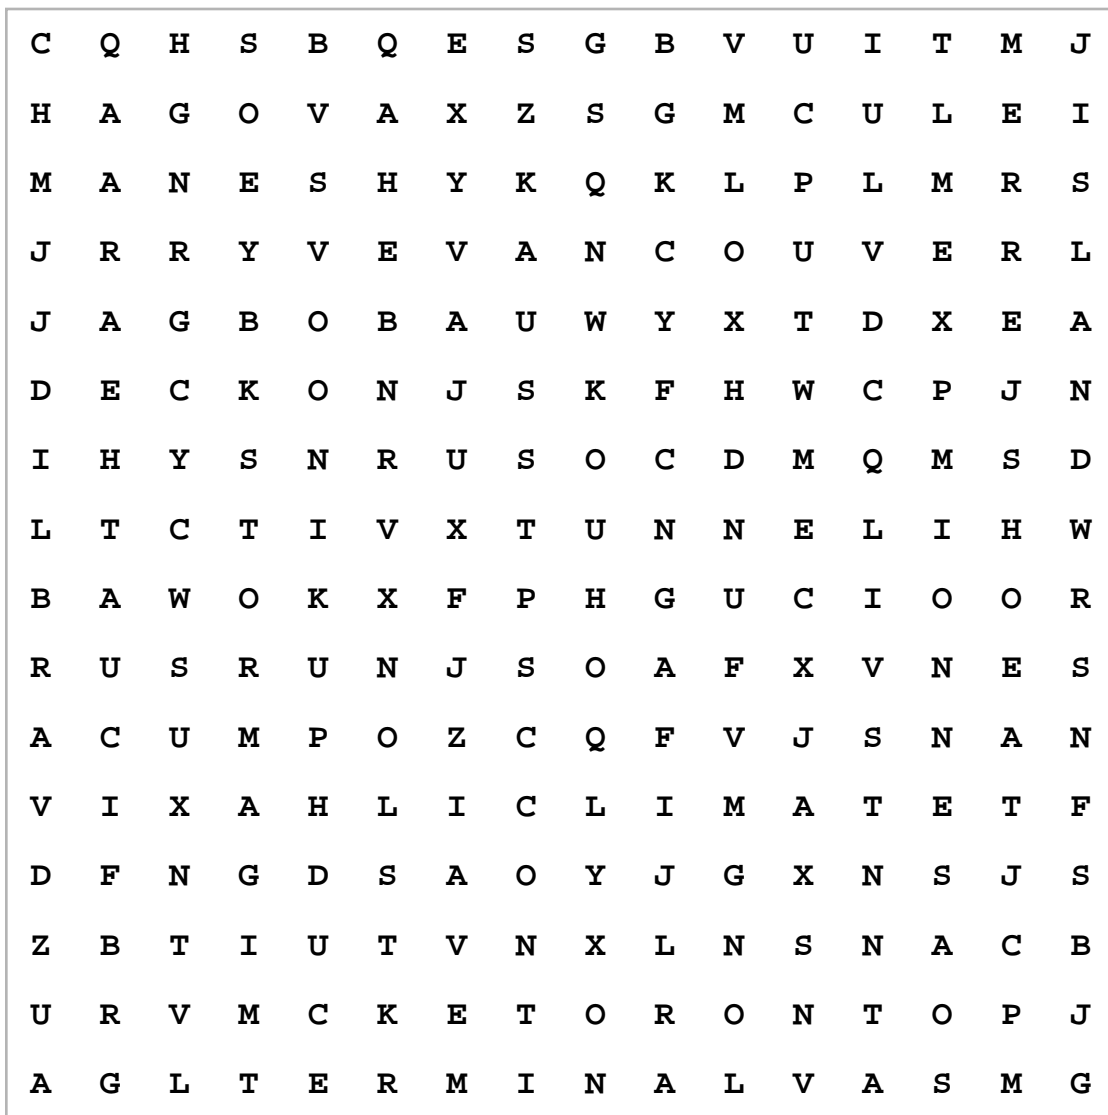 C Q H S B Q E S G B V U I T M J
H A G O V A X Z S G M C U L E I
M A N E S H Y K Q K L P L M R S
J R R Y V E V A N C O U V E R L
J A G B O B A U W Y X T D X E A
D E C K O N J S K F H W C P J N
I H Y S N R U S O C D M Q M S D
L T C T I V X T U N N E L I H W
B A W O K X F P H G U C I O O R
R U S R U N J S O A F X V N E S
A C U M P O Z C Q F V J S N A N
V I X A H L I C L I M A T E T F
D F N G D S A O Y J G X N S J S
Z B T I U T V N X L N S N A C B
U R V M C K E T O R O N T O P J
A G L T E R M I N A L V A S M G